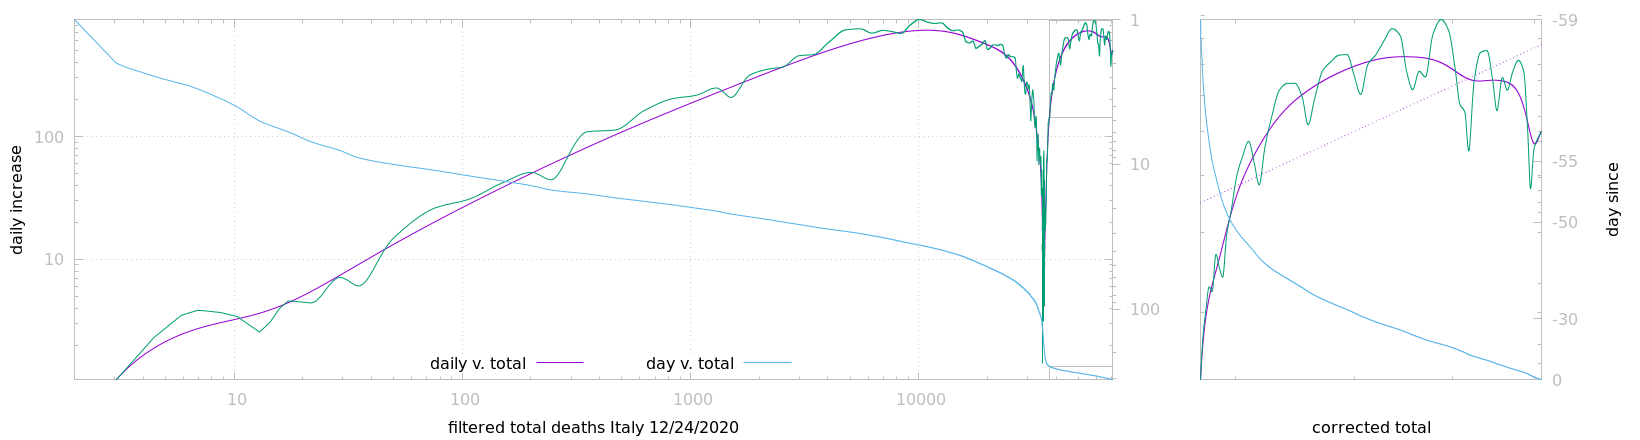 1
-59
100
10
-55
-50
10
100
-30
0
daily increase
day since
daily v. total
day v. total
10
100
1000
10000
filtered total deaths Italy 12/24/2020
corrected total